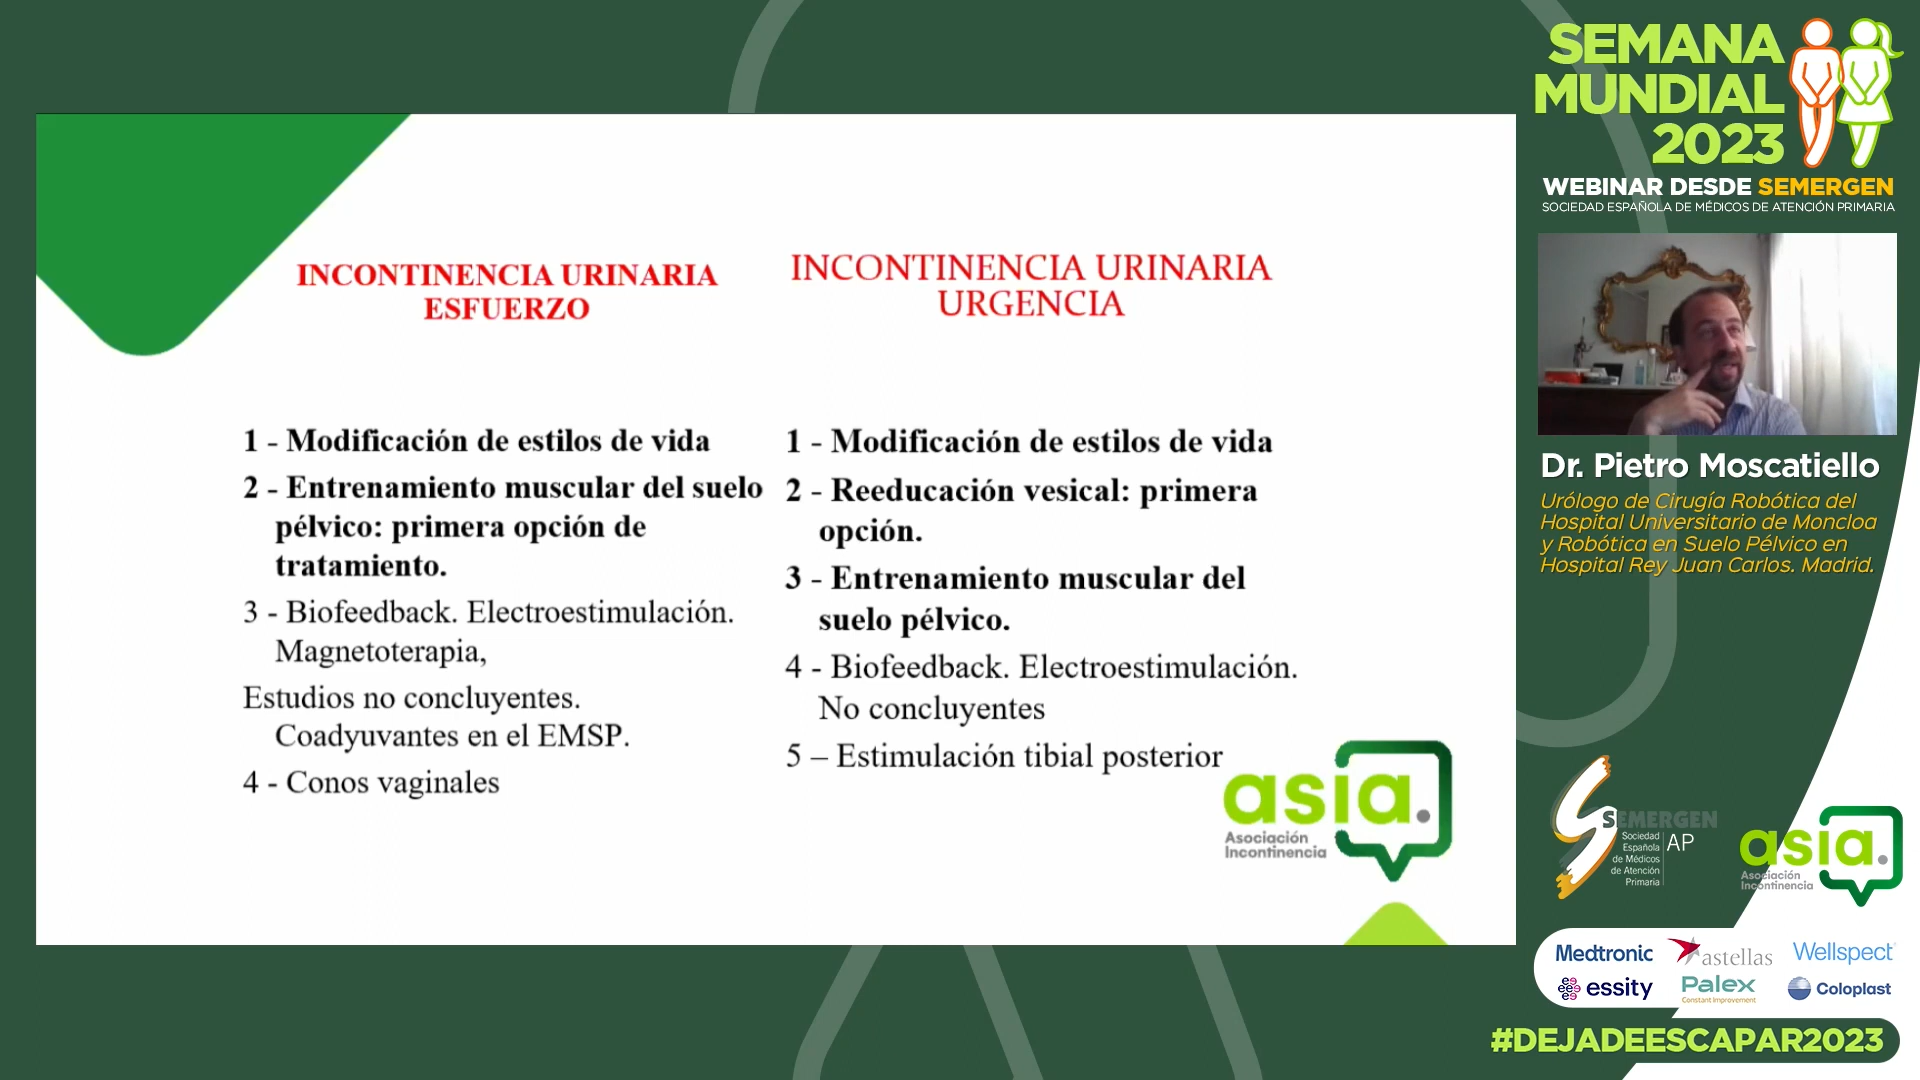 INCONTINENCIA URINARIA
ESFUERZO
1 - Modificación de estilos de vida
2 - Entrenamiento muscular del suelo
pélvico: primera opción de
tratamiento.
3 - Biofeedback. Electroestimulación.
Magnetoterapia,
Estudios no concluyentes.
Coadyuvantes en el EMSP.
4 - Conos vaginales
INCONTINENCIA URINARIA
URGENCIA
1 - Modificación de estilos de vida
2 - Reeducación vesical: primera
opción.
3 - Entrenamiento muscular del
suelo pélvico.
4 - Biofeedback. Electroestimulación.
No concluyentes
5 – Estimulación tibial posterior
asia.
Asociación
Incontinencia
SEMANA
MUNDIAL
2023
WEBINAR DESDE SEMERGEN
SOCIEDAD ESPAÑOLA DE MÉDICOS DE ATENCIÓN PRIMARIA
Dr. Pietro Moscatiello
Urólogo de Cirugía Robótica del
Hospital Universitario de Moncloa
y Robótica en Suelo Pélvico en
Hospital Rey Juan Carlos. Madrid.
SEMERGEN
Sociedad
Española
de Médicos
de Atención
Primaria
AP
asia.
Asociación
Incontinencia
Medtronic
astellas
Wellspect
essity
Palex
Constant improvement
Coloplast
#DEJADEESCAPAR2023